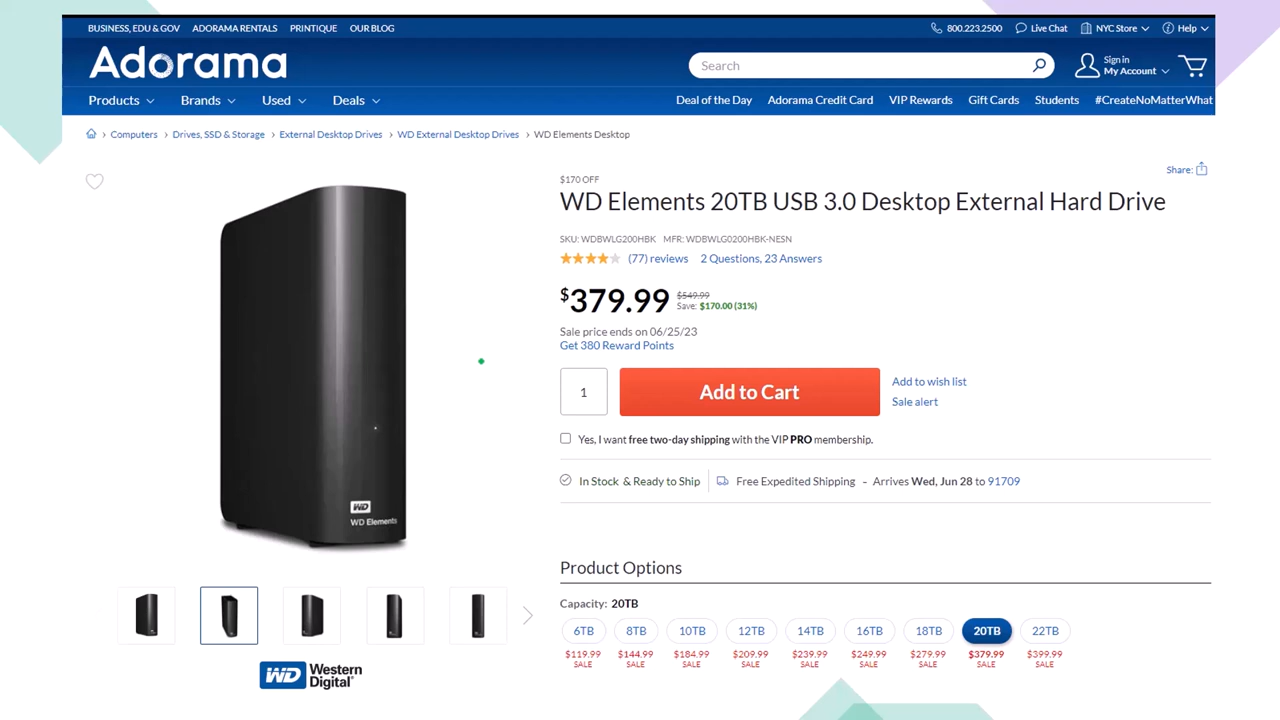 BUSINESS, EDU & GOV ADORAMA RENTALS PRINTIQUE OUR BLOG
800.223.2500 Live Chat NYC Store Help
Adorama
Search
Sign in
My Account
Products Brands Used Deals
Deal of the Day Adorama Credit Card VIP Rewards Gift Cards Students #CreateNoMatterWhat
Computers > Drives, SSD & Storage > External Desktop Drives > WD External Desktop Drives > WD Elements Desktop
Share:
$170 OFF
WD Elements 20TB USB 3.0 Desktop External Hard Drive
SKU: WDBWLG200HBK MFR: WDBWLG0200HBK-NESN
(77) reviews 2 Questions, 23 Answers
$379.99 $549.99
Save: $170.00 (31%)
Sale price ends on 06/25/23
Get 380 Reward Points
1 Add to Cart
Add to wish list
Sale alert
Yes, I want free two-day shipping with the VIP PRO membership.
In Stock & Ready to Ship Free Expedited Shipping - Arrives Wed, Jun 28 to 91709
WD
WD Elements
Product Options
Capacity: 20TB
6TB 8TB 10TB 12TB 14TB 16TB 18TB 20TB 22TB
$119.99 $144.99 $184.99 $209.99 $239.99 $249.99 $279.99 $379.99 $399.99
SALE SALE SALE SALE SALE SALE SALE SALE SALE
WD Western
Digital®